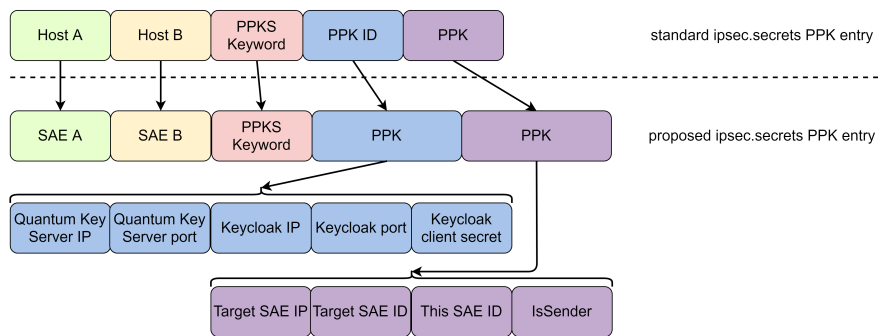 Host A
Host B
PPKS
Keyword
PPK ID
PPK
standard ipsec.secrets PPK entry
SAE A
SAE B
PPKS
Keyword
PPK
PPK
proposed ipsec.secrets PPK entry
Quantum Key
Server IP
Quantum Key
Server port
Keycloak IP
Keycloak port
Keycloak
client secret
Target SAE IP
Target SAE ID
This SAE ID
IsSender